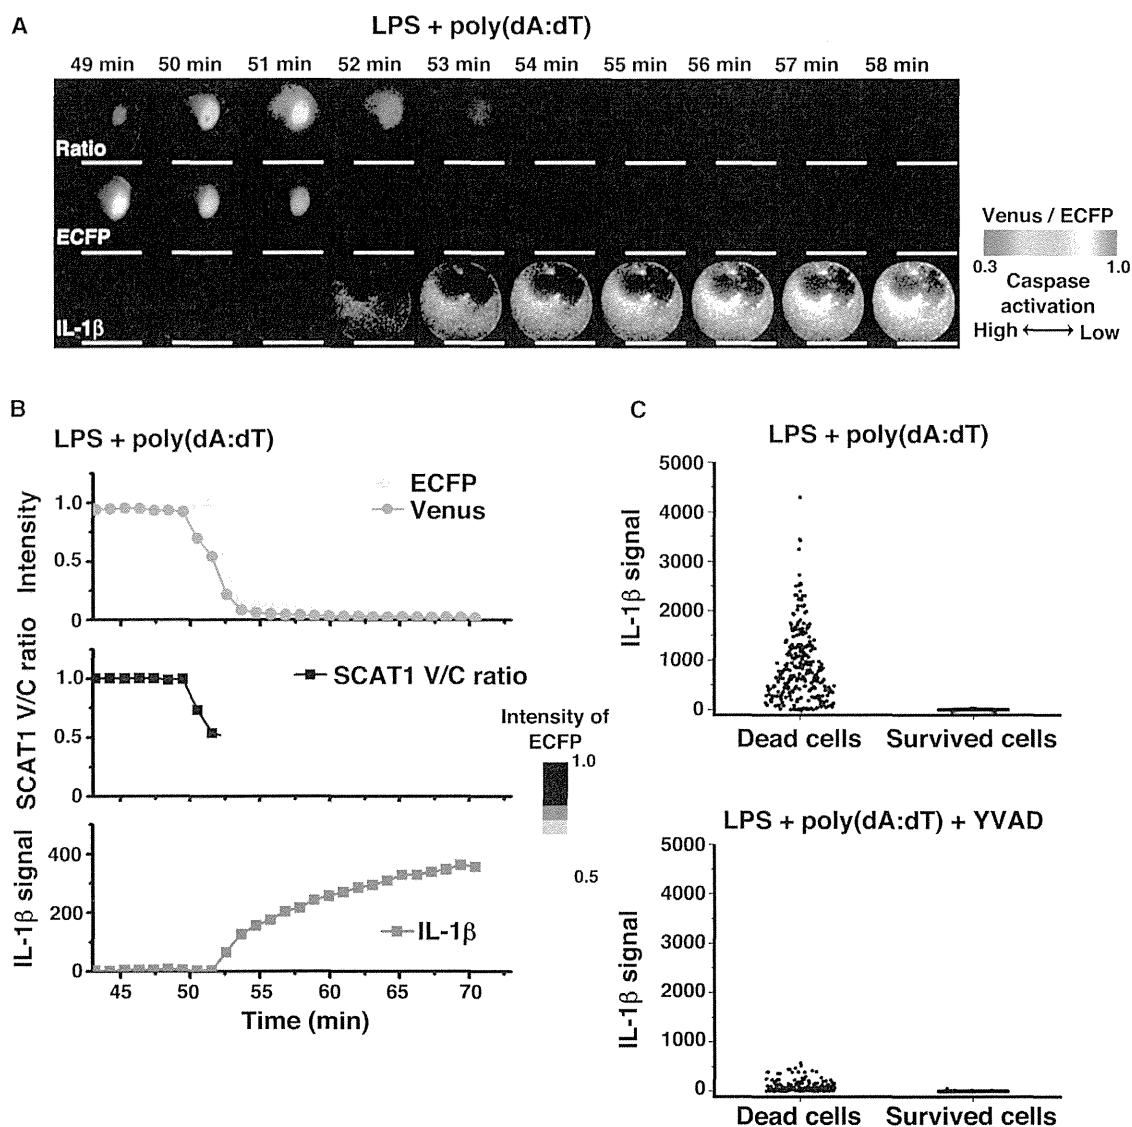 A
LPS + poly(dA:dT)
49 min 50 min 51 min 52 min 53 min 54 min 55 min 56 min 57 min 58 min
Ratio
ECFP
IL-1β
Venus / ECFP
0.3 1.0
Caspase
activation
High Low
B
LPS + poly(dA:dT)
Intensity
1.0
0.5
0
ECFP
Venus
SCAT1 V/C ratio
1.0
0.5
0
SCAT1 V/C ratio
Intensity of
ECFP
1.0
0.5
IL-1β signal
400
200
0
IL-1β
45 50 55 60 65 70
Time (min)
C
LPS + poly(dA:dT)
IL-1β signal
5000
4000
3000
2000
1000
0
Dead cells Survived cells
LPS + poly(dA:dT) + YVAD
IL-1β signal
5000
4000
3000
2000
1000
0
Dead cells Survived cells